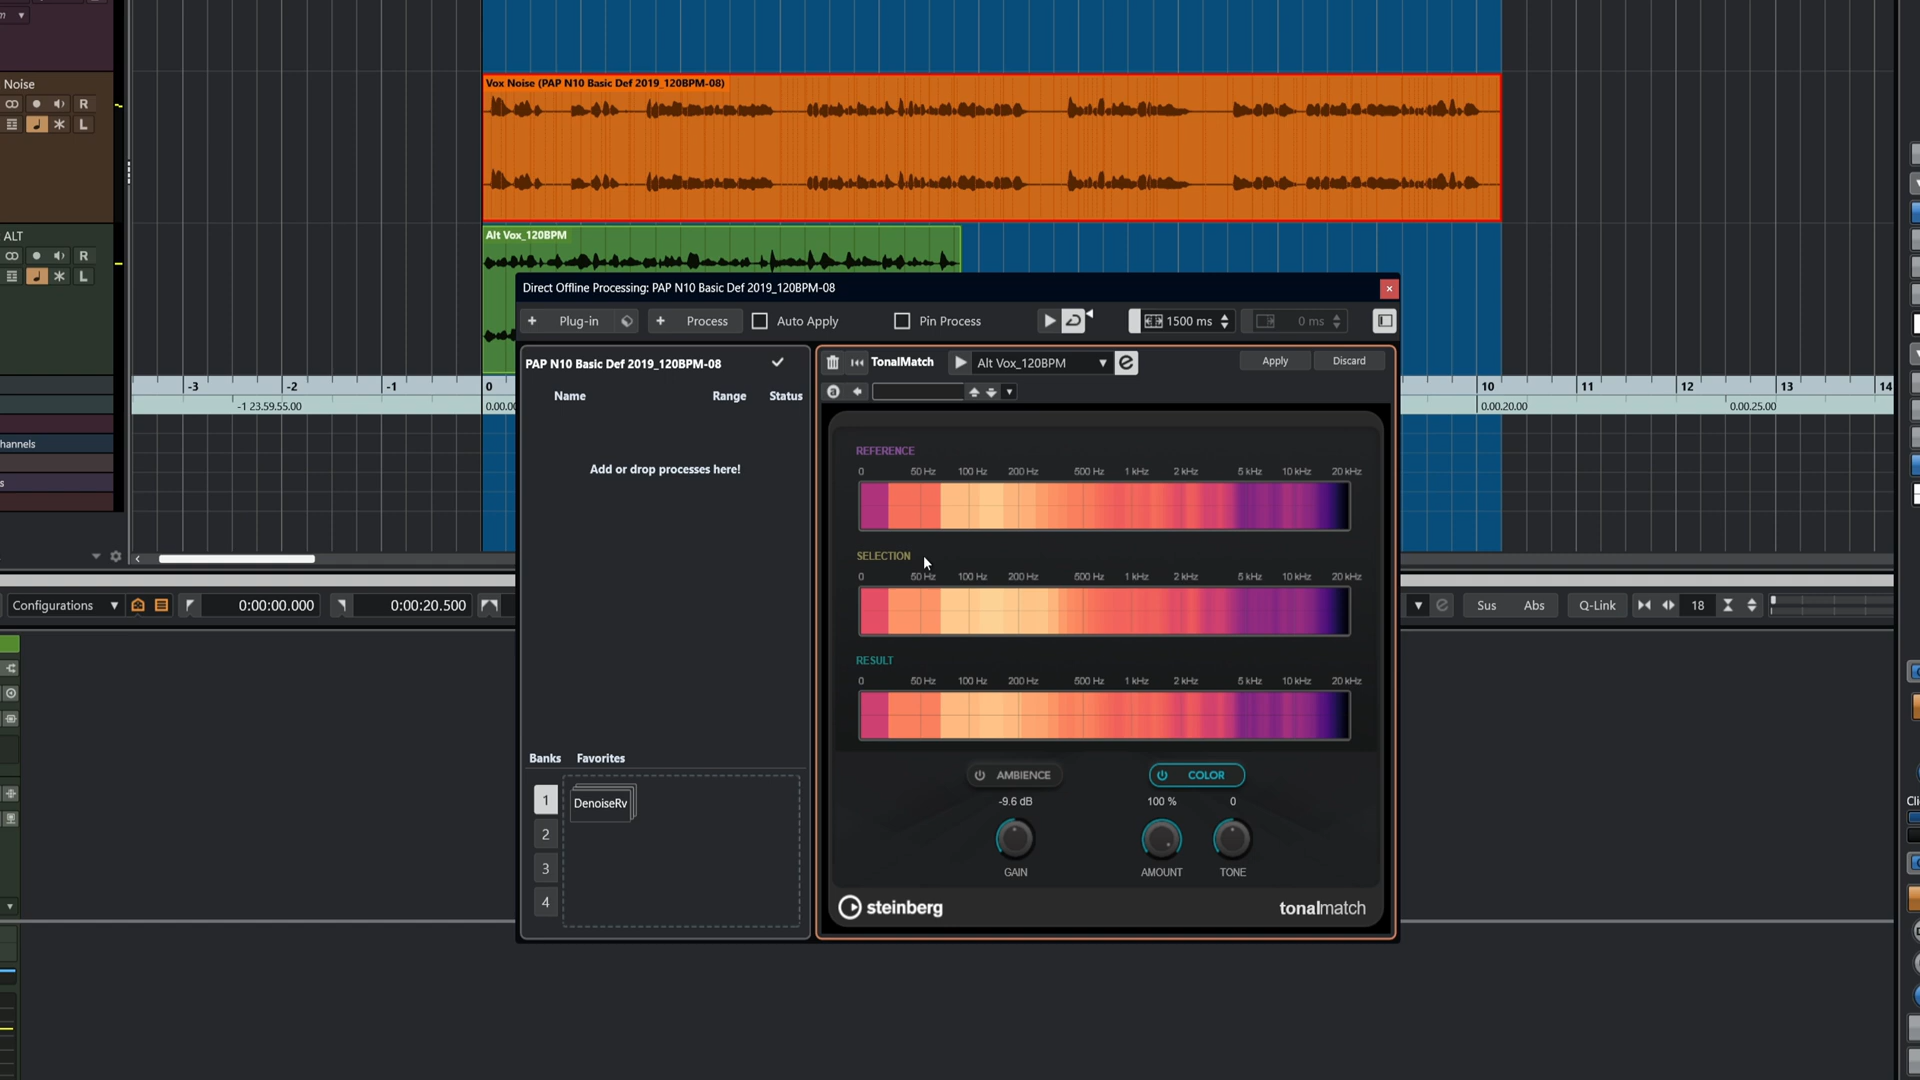 Noise
R
L
Vox Noise (PAP N10 Basic Def 2019_120BPM-08)
ALT
R
L
Alt Vox_120BPM
Direct Offline Processing: PAP N10 Basic Def 2019_120BPM-08
+ Plug-in + Process Auto Apply Pin Process 1500 ms 0 ms
PAP N10 Basic Def 2019_120BPM-08
TonalMatch Alt Vox_120BPM e Apply Discard
a
-3 -2 -1 0 10 11 12 13 14
-1 23.59.55.00 0.00.20.00 0.00.25.00
Name Range Status
hannels
s
Add or drop processes here!
REFERENCE
0 50 Hz 100 Hz 200 Hz 500 Hz 1 kHz 2 kHz 5 kHz 10 kHz 20 kHz
SELECTION
0 50 Hz 100 Hz 200 Hz 500 Hz 1 kHz 2 kHz 5 kHz 10 kHz 20 kHz
Configurations 0:00:00.000 0:00:20.500
e Sus Abs Q-Link 18
RESULT
0 50 Hz 100 Hz 200 Hz 500 Hz 1 kHz 2 kHz 5 kHz 10 kHz 20 kHz
Banks Favorites
1 DenoiseRv
2
3
4
AMBIENCE COLOR
-9.6 dB 100 % 0
GAIN AMOUNT TONE
steinberg tonalmatch
Cli